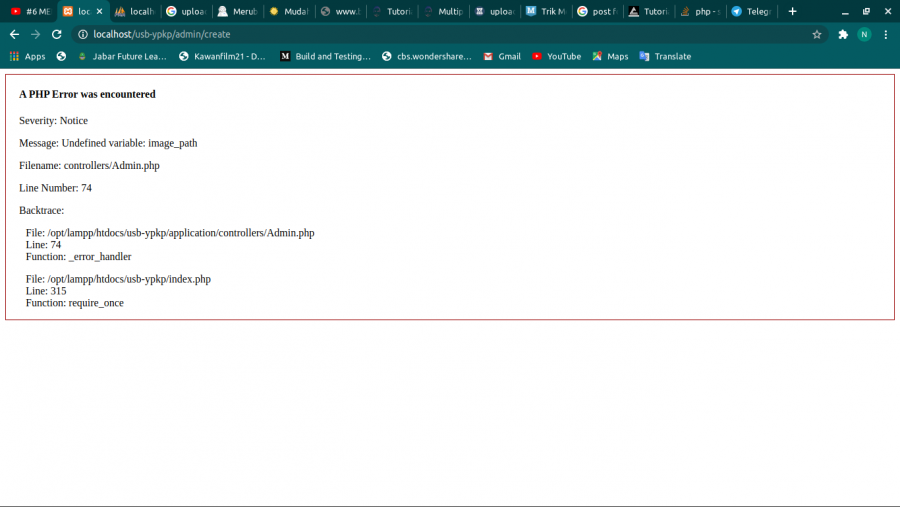 #6 ME
loc
localh
upload
Merub
Mudah
www.
Tutori
Multip
upload
Trik M
post f
Tutori
php - s
Telegr
localhost/usb-ypkp/admin/create
N
Apps
Jabar Future Lea...
Kawanfilm21 - D...
Build and Testing...
cbs.wondershare...
Gmail
YouTube
Maps
Translate
A PHP Error was encountered
Severity: Notice
Message: Undefined variable: image_path
Filename: controllers/Admin.php
Line Number: 74
Backtrace:
File: /opt/lampp/htdocs/usb-ypkp/application/controllers/Admin.php
Line: 74
Function: _error_handler
File: /opt/lampp/htdocs/usb-ypkp/index.php
Line: 315
Function: require_once